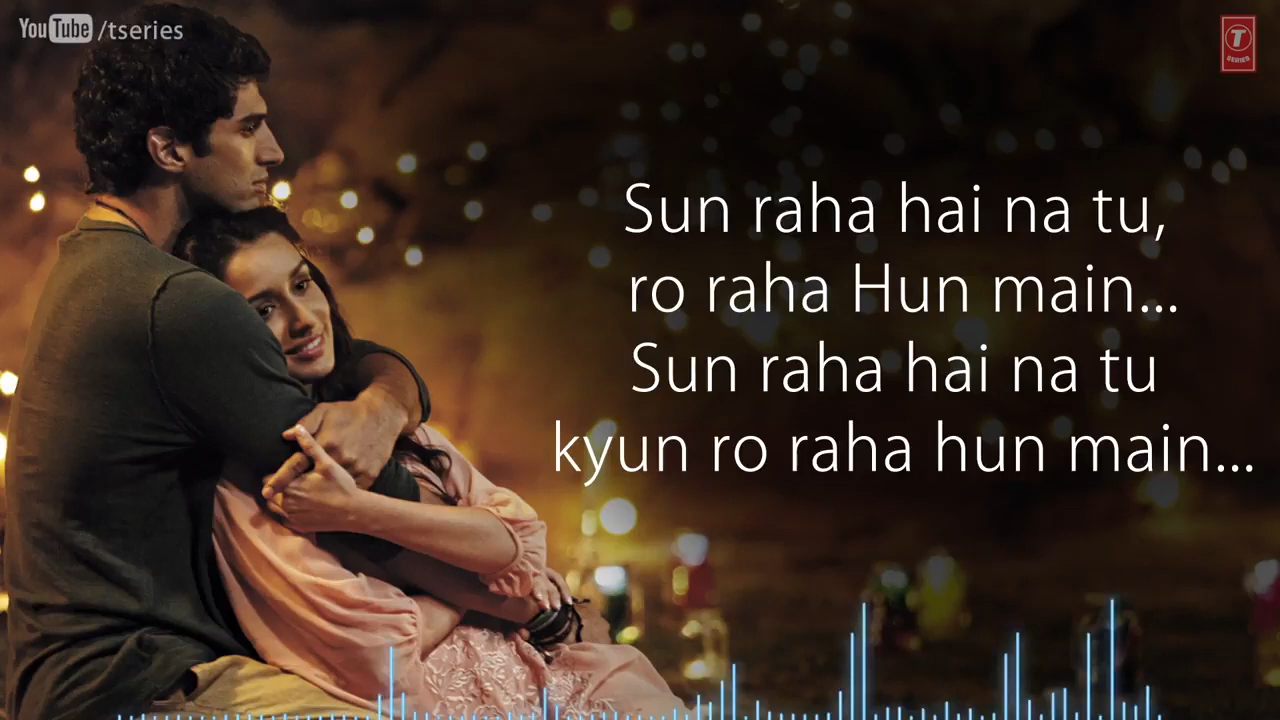 YouTube /tseries
T
SERIES
Sun raha hai na tu,
ro raha Hun main...
Sun raha hai na tu
kyun ro raha hun main...